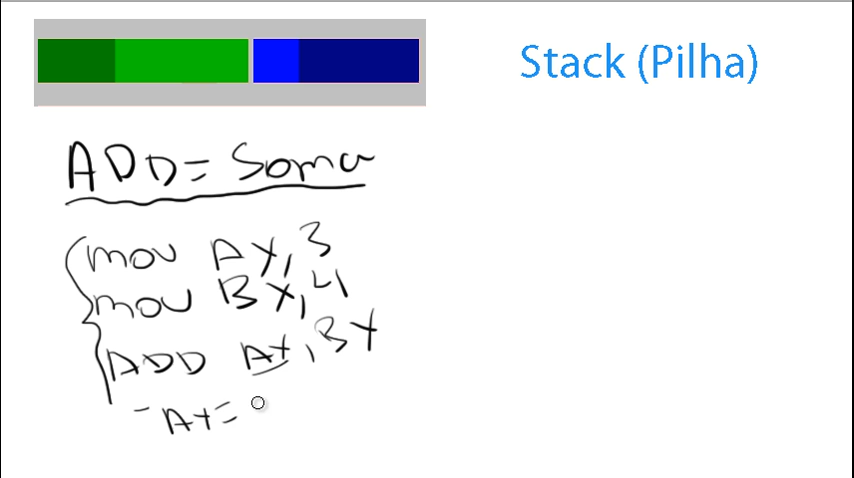 Stack (Pilha)
ADD = Soma
mov AX, 3
mov BX, 4
ADD AX, BX
- AX =